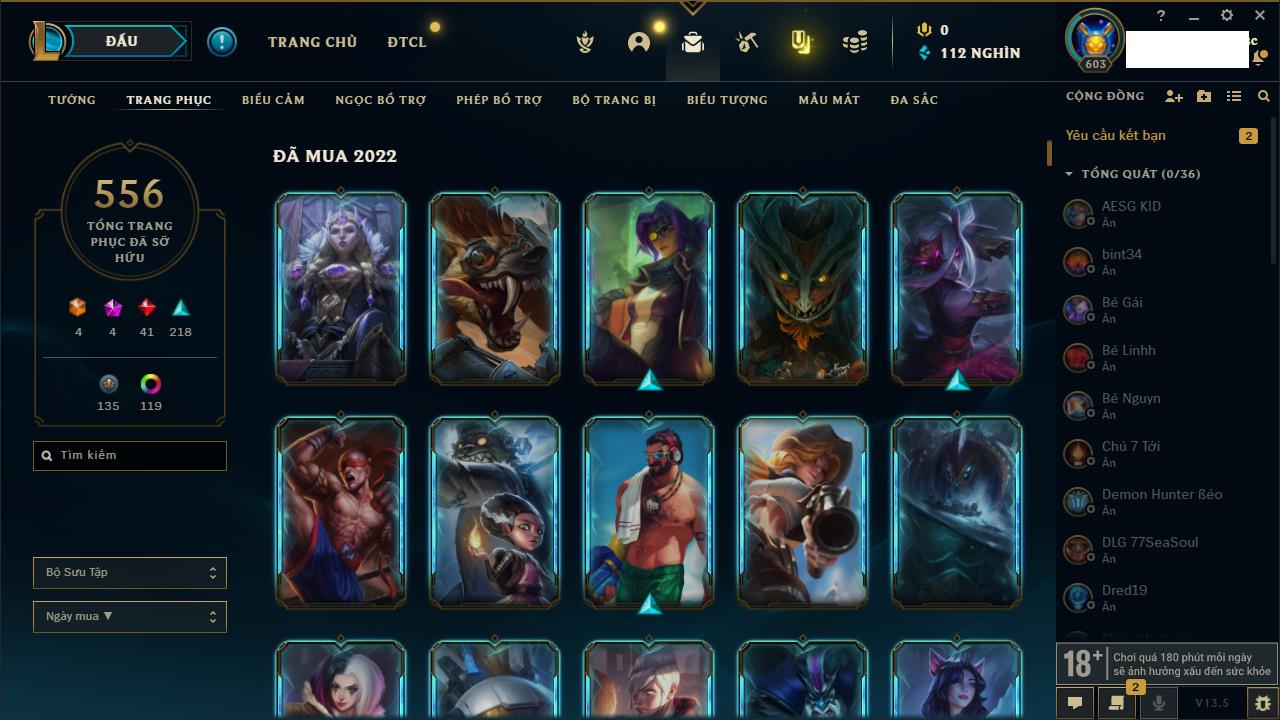 ĐẤU
TRANG CHỦ
ĐTCL
0
112 NGHÌN
603
?
TƯỚNG
TRANG PHỤC
BIỂU CẢM
NGỌC BỔ TRỢ
PHÉP BỔ TRỢ
BỘ TRANG BỊ
BIỂU TƯỢNG
MẪU MẮT
ĐA SẮC
556
TỔNG TRANG
PHỤC ĐÃ SỞ
HỮU
4
4
41
218
135
119
Tìm kiếm
Bộ Sưu Tập
Ngày mua ▼
ĐÃ MUA 2022
CỘNG ĐỒNG
Yêu cầu kết bạn
2
TỔNG QUÁT (0/36)
AESG KID
Ẩn
bint34
Ẩn
Bé Gái
Ẩn
Bé Linhh
Ẩn
Bé Nguyn
Ẩn
Chú 7 Tới
Ẩn
Demon Hunter ßéo
Ẩn
DLG 77SeaSoul
Ẩn
Dred19
Ẩn
18+
Chơi quá 180 phút mỗi ngày
sẽ ảnh hưởng xấu đến sức khỏe
2
V13.5